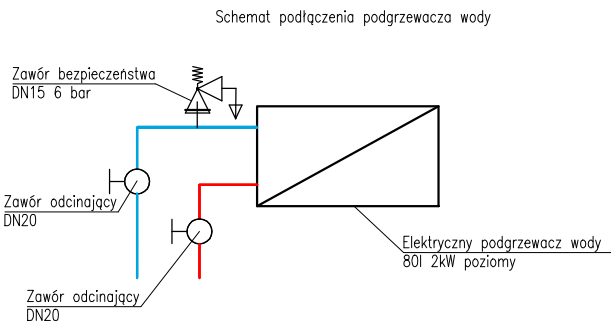 Schemat podłączenia podgrzewacza wody
Zawór bezpieczeństwa
DN15 6 bar
Zawór odcinający
DN20
Elektryczny podgrzewacz wody
80l 2kW poziomy
Zawór odcinający
DN20